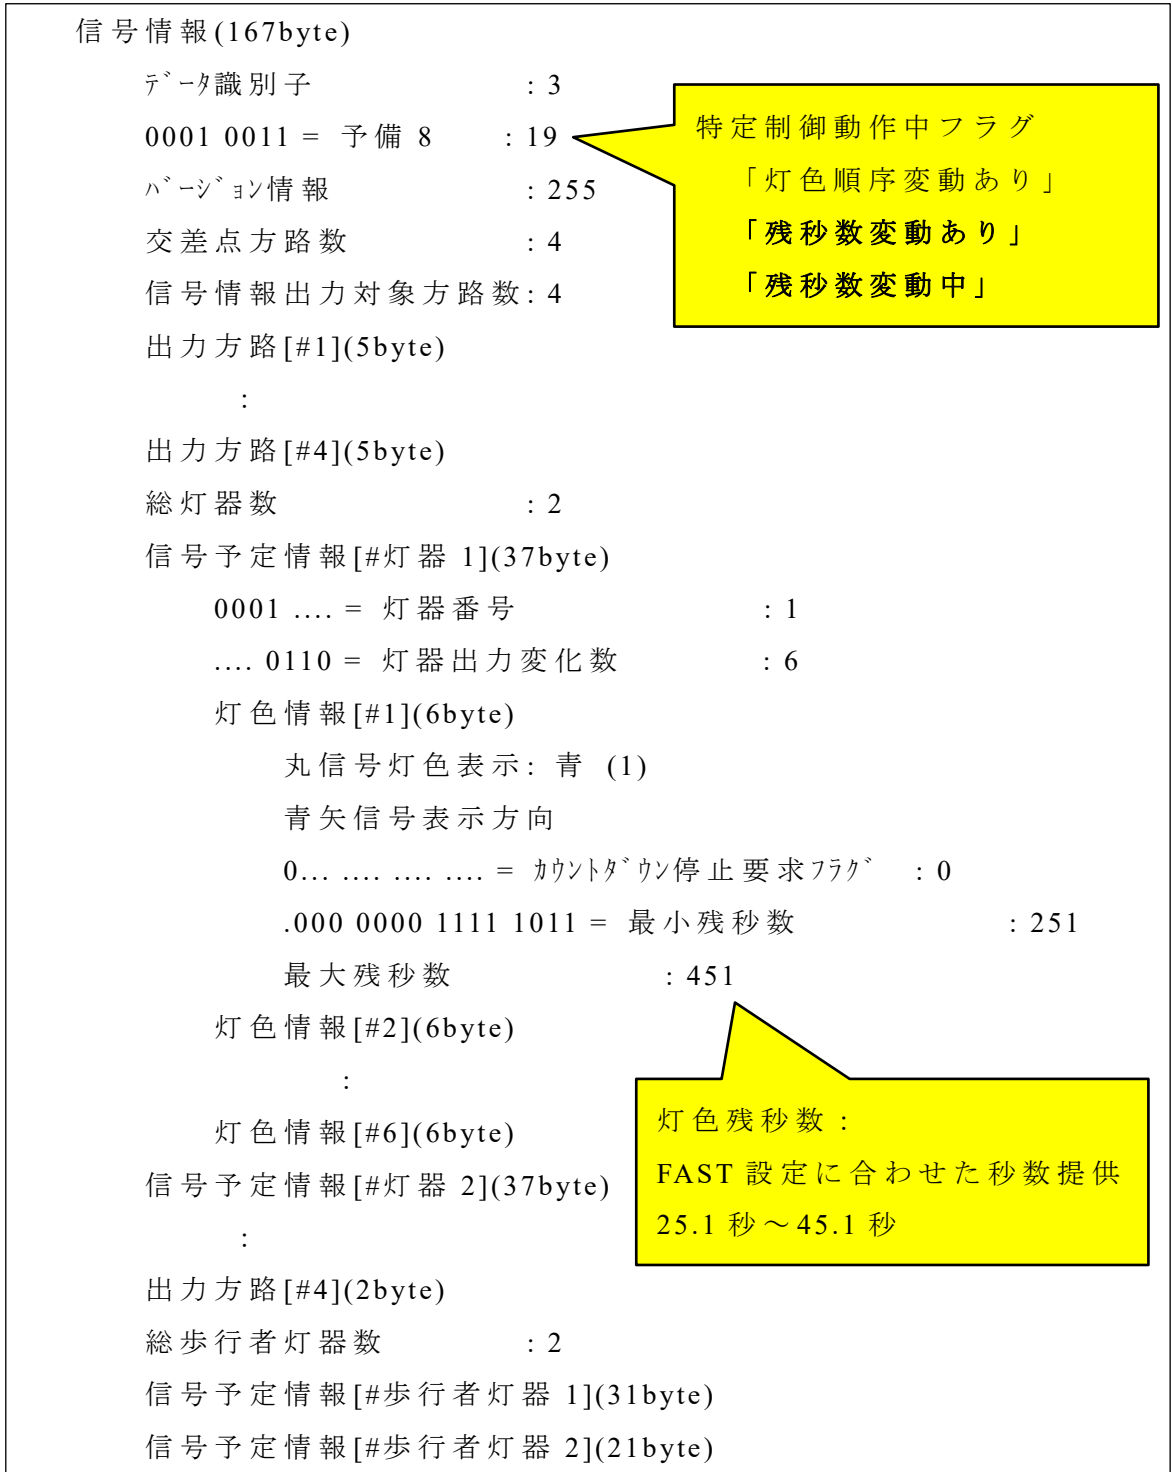 信号情報(167byte)
ﾃﾞｰﾀ識別子 : 3
0001 0011 = 予備 8 : 19
ﾊﾞｰｼﾞｮﾝ情報 : 255
交差点方路数 : 4
信号情報出力対象方路数: 4
出力方路[#1](5byte)
:
出力方路[#4](5byte)
総灯器数 : 2
信号予定情報[#灯器 1](37byte)
0001 .... = 灯器番号 : 1
.... 0110 = 灯器出力変化数 : 6
灯色情報[#1](6byte)
丸信号灯色表示: 青 (1)
青矢信号表示方向
0... .... .... .... = ｶｳﾝﾄﾀﾞｳﾝ停止要求ﾌﾗｸﾞ : 0
.000 0000 1111 1011 = 最小残秒数 : 251
最大残秒数 : 451
灯色情報[#2](6byte)
:
灯色情報[#6](6byte)
信号予定情報[#灯器 2](37byte)
:
出力方路[#4](2byte)
総歩行者灯器数 : 2
信号予定情報[#歩行者灯器 1](31byte)
信号予定情報[#歩行者灯器 2](21byte)
特定制御動作中フラグ
「灯色順序変動あり」
「残秒数変動あり」
「残秒数変動中」
灯色残秒数：
FAST 設定に合わせた秒数提供
25.1 秒～45.1 秒